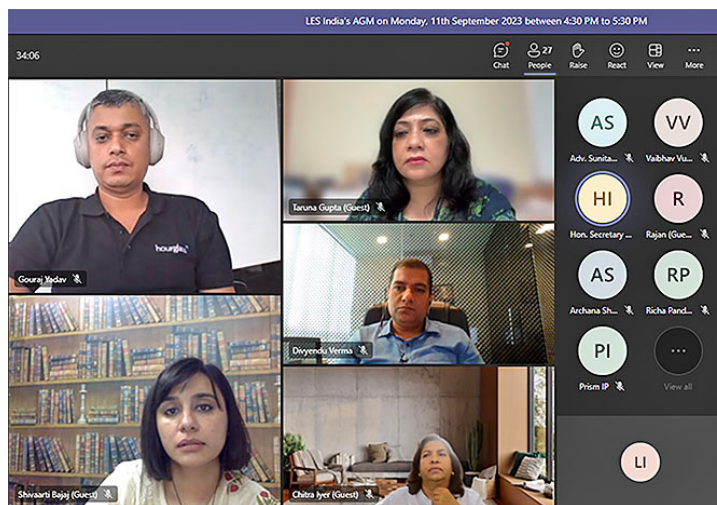 LES India's AGM on Monday, 11th September 2023 between 4:30 PM to 5:30 PM
34:06
27
Chat
People
Raise
React
View
More
hourglass
Gouraj Yadav
Taruna Gupta (Guest)
Divyendu Verma
Shivaarti Bajaj (Guest)
Chitra Iyer (Guest)
AS
VV
Adv. Sunita...
Vaibhav Vu...
HI
R
Hon. Secretary ...
Rajan (Gue...
AS
RP
Archana Sh...
Richa Pand...
PI
...
Prism IP
View all
LI